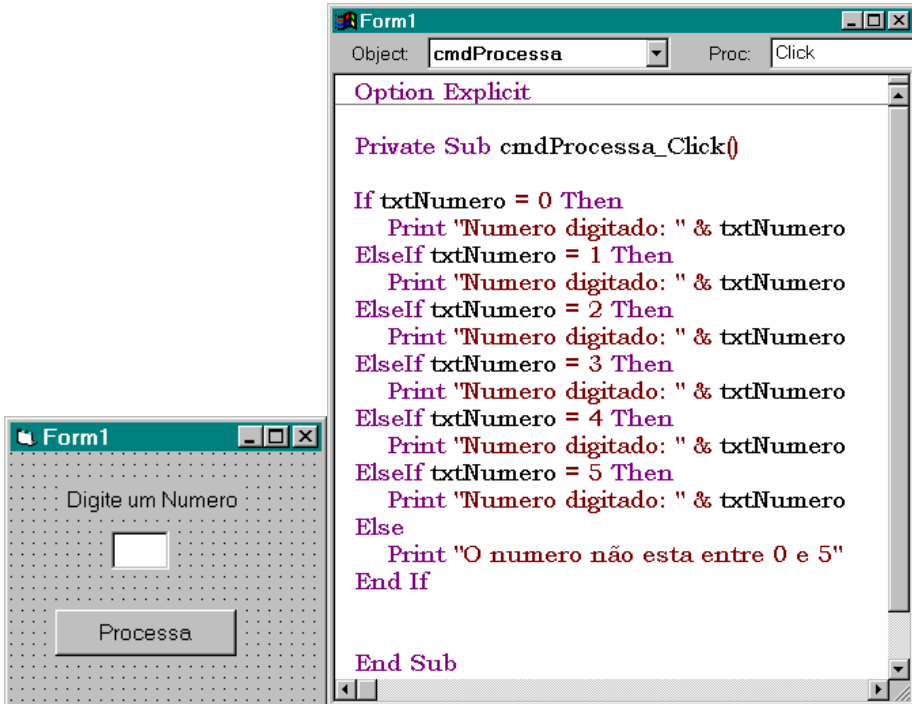 Form1
Object: cmdProcessa Proc: Click
Option Explicit
Private Sub cmdProcessa_Click()
If txtNumero = 0 Then
Print "Numero digitado: " & txtNumero
ElseIf txtNumero = 1 Then
Print "Numero digitado: " & txtNumero
ElseIf txtNumero = 2 Then
Print "Numero digitado: " & txtNumero
ElseIf txtNumero = 3 Then
Print "Numero digitado: " & txtNumero
ElseIf txtNumero = 4 Then
Print "Numero digitado: " & txtNumero
ElseIf txtNumero = 5 Then
Print "Numero digitado: " & txtNumero
Else
Print "O numero não esta entre 0 e 5"
End If
End Sub
Form1
Digite um Numero
Processa